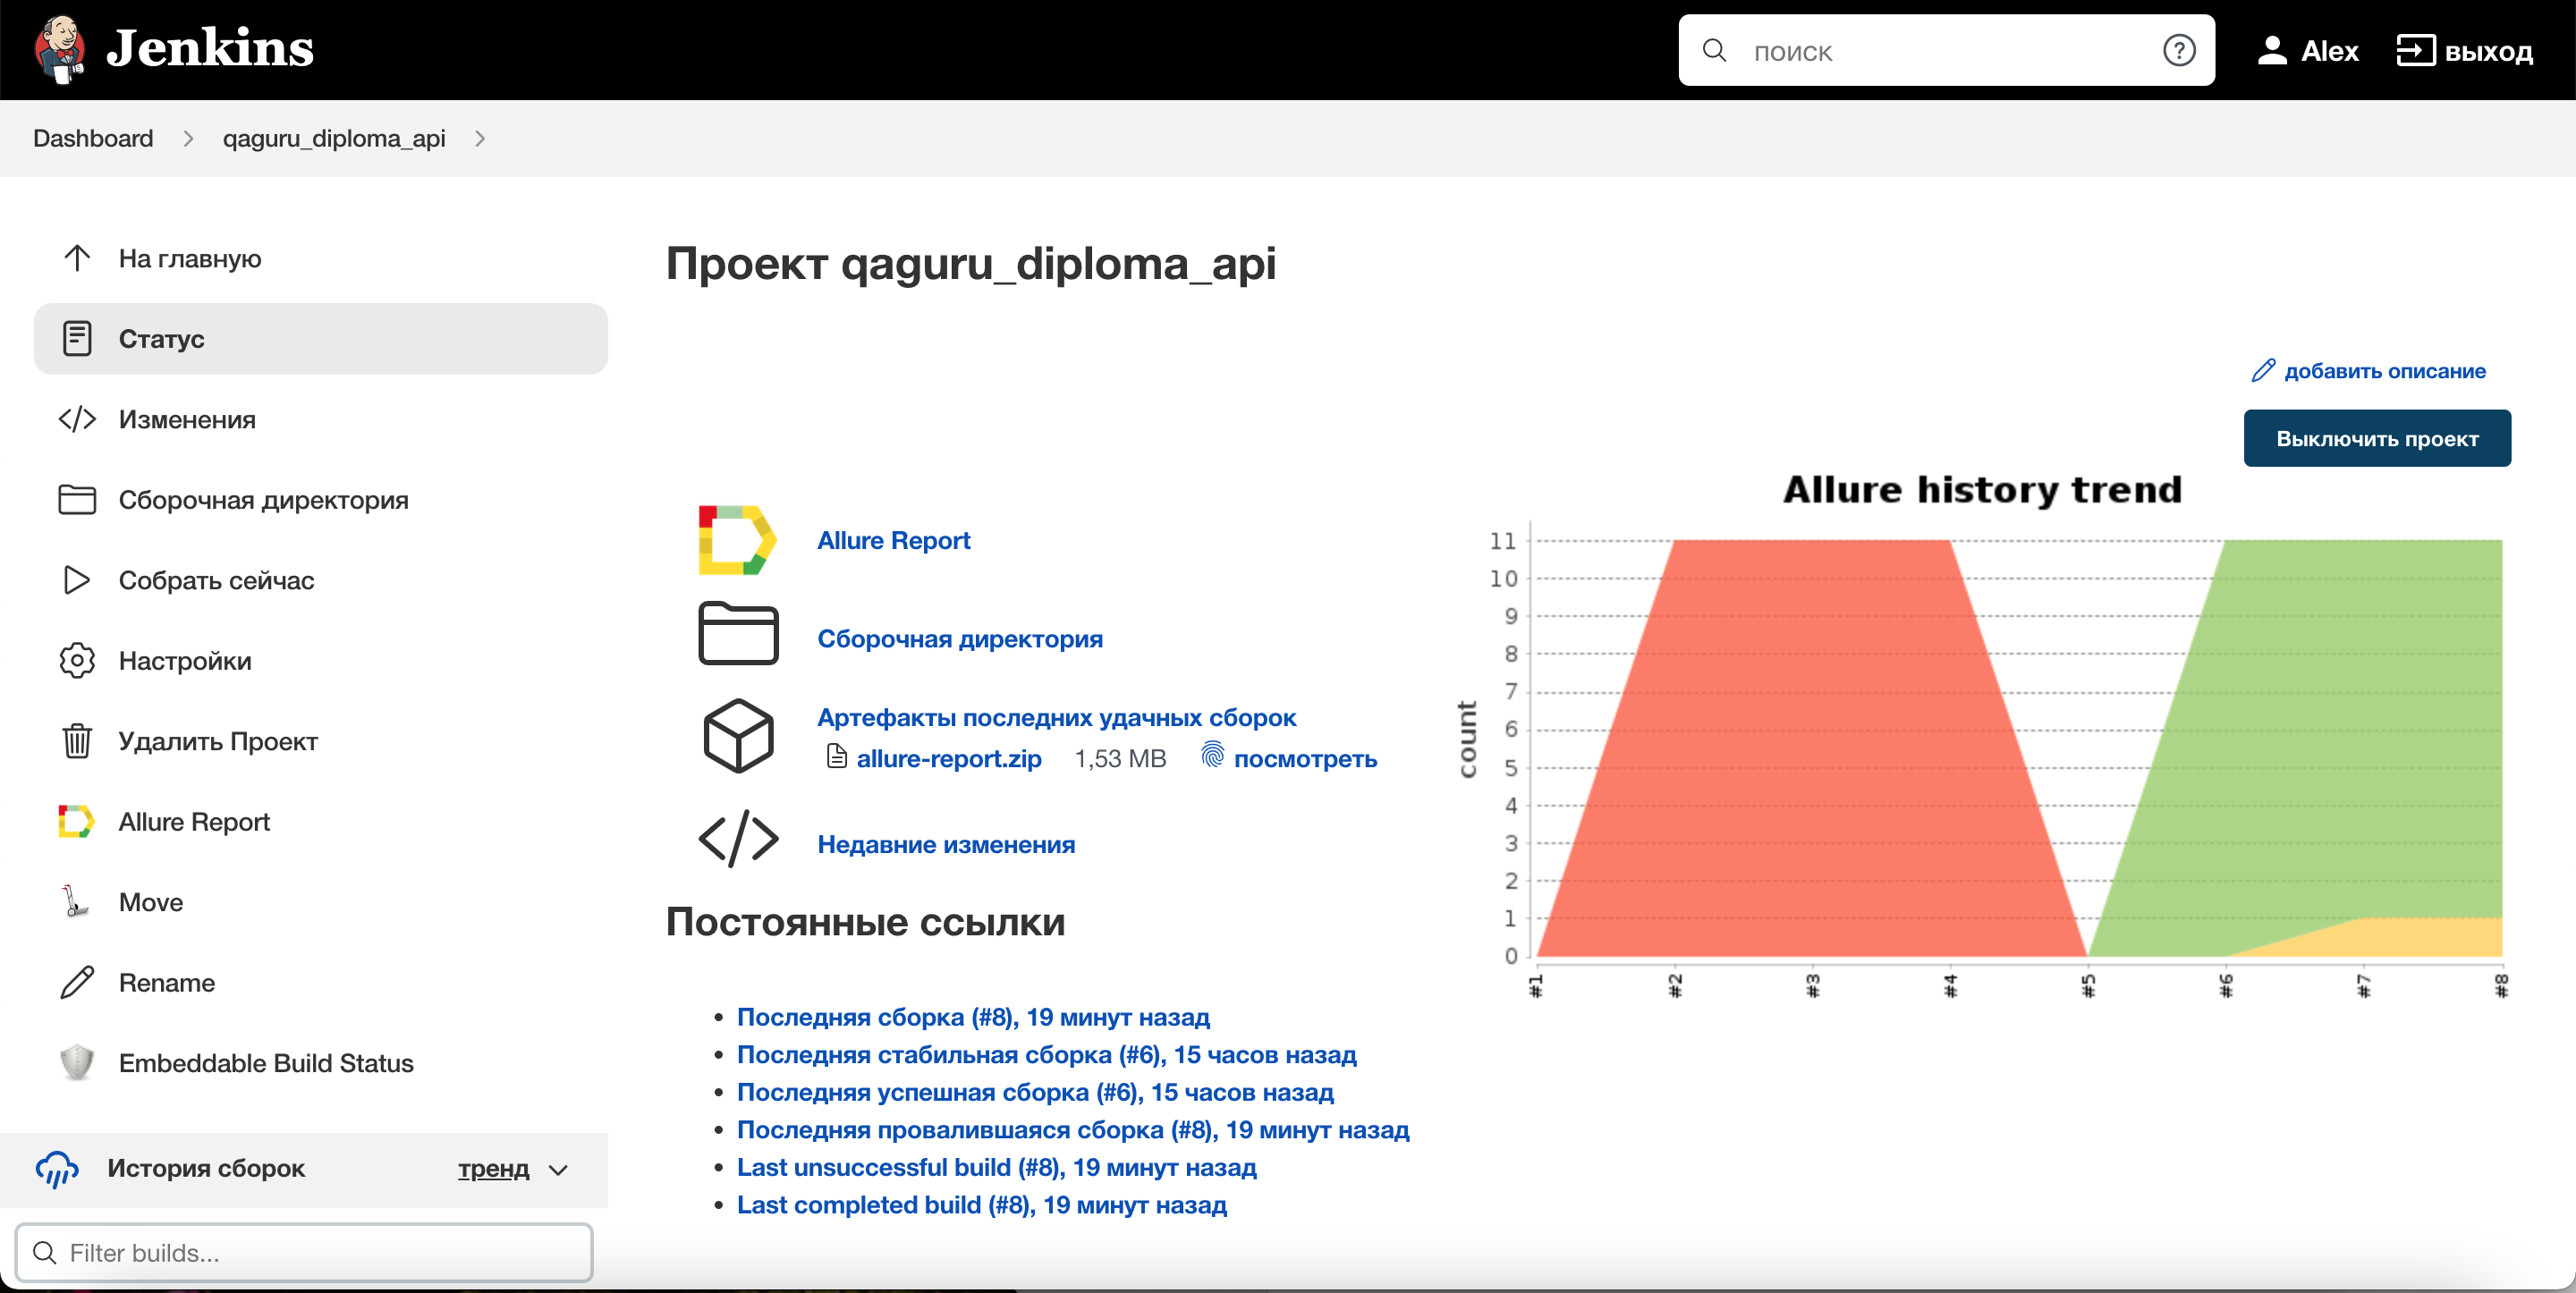 Jenkins
поиск
Alex
выход
Dashboard
qaguru_diploma_api
На главную
Статус
Изменения
Сборочная директория
Собрать сейчас
Настройки
Удалить Проект
Allure Report
Move
Rename
Embeddable Build Status
История сборок
тренд
Filter builds...
Проект qaguru_diploma_api
добавить описание
Выключить проект
Allure Report
Сборочная директория
Артефакты последних удачных сборок
allure-report.zip 1,53 MB посмотреть
Недавние изменения
Постоянные ссылки
Последняя сборка (#8), 19 минут назад
Последняя стабильная сборка (#6), 15 часов назад
Последняя успешная сборка (#6), 15 часов назад
Последняя провалившаяся сборка (#8), 19 минут назад
Last unsuccessful build (#8), 19 минут назад
Last completed build (#8), 19 минут назад
Allure history trend
count
11
10
9
8
7
6
5
4
3
2
1
0
#1 #2 #3 #4 #5 #6 #7 #8